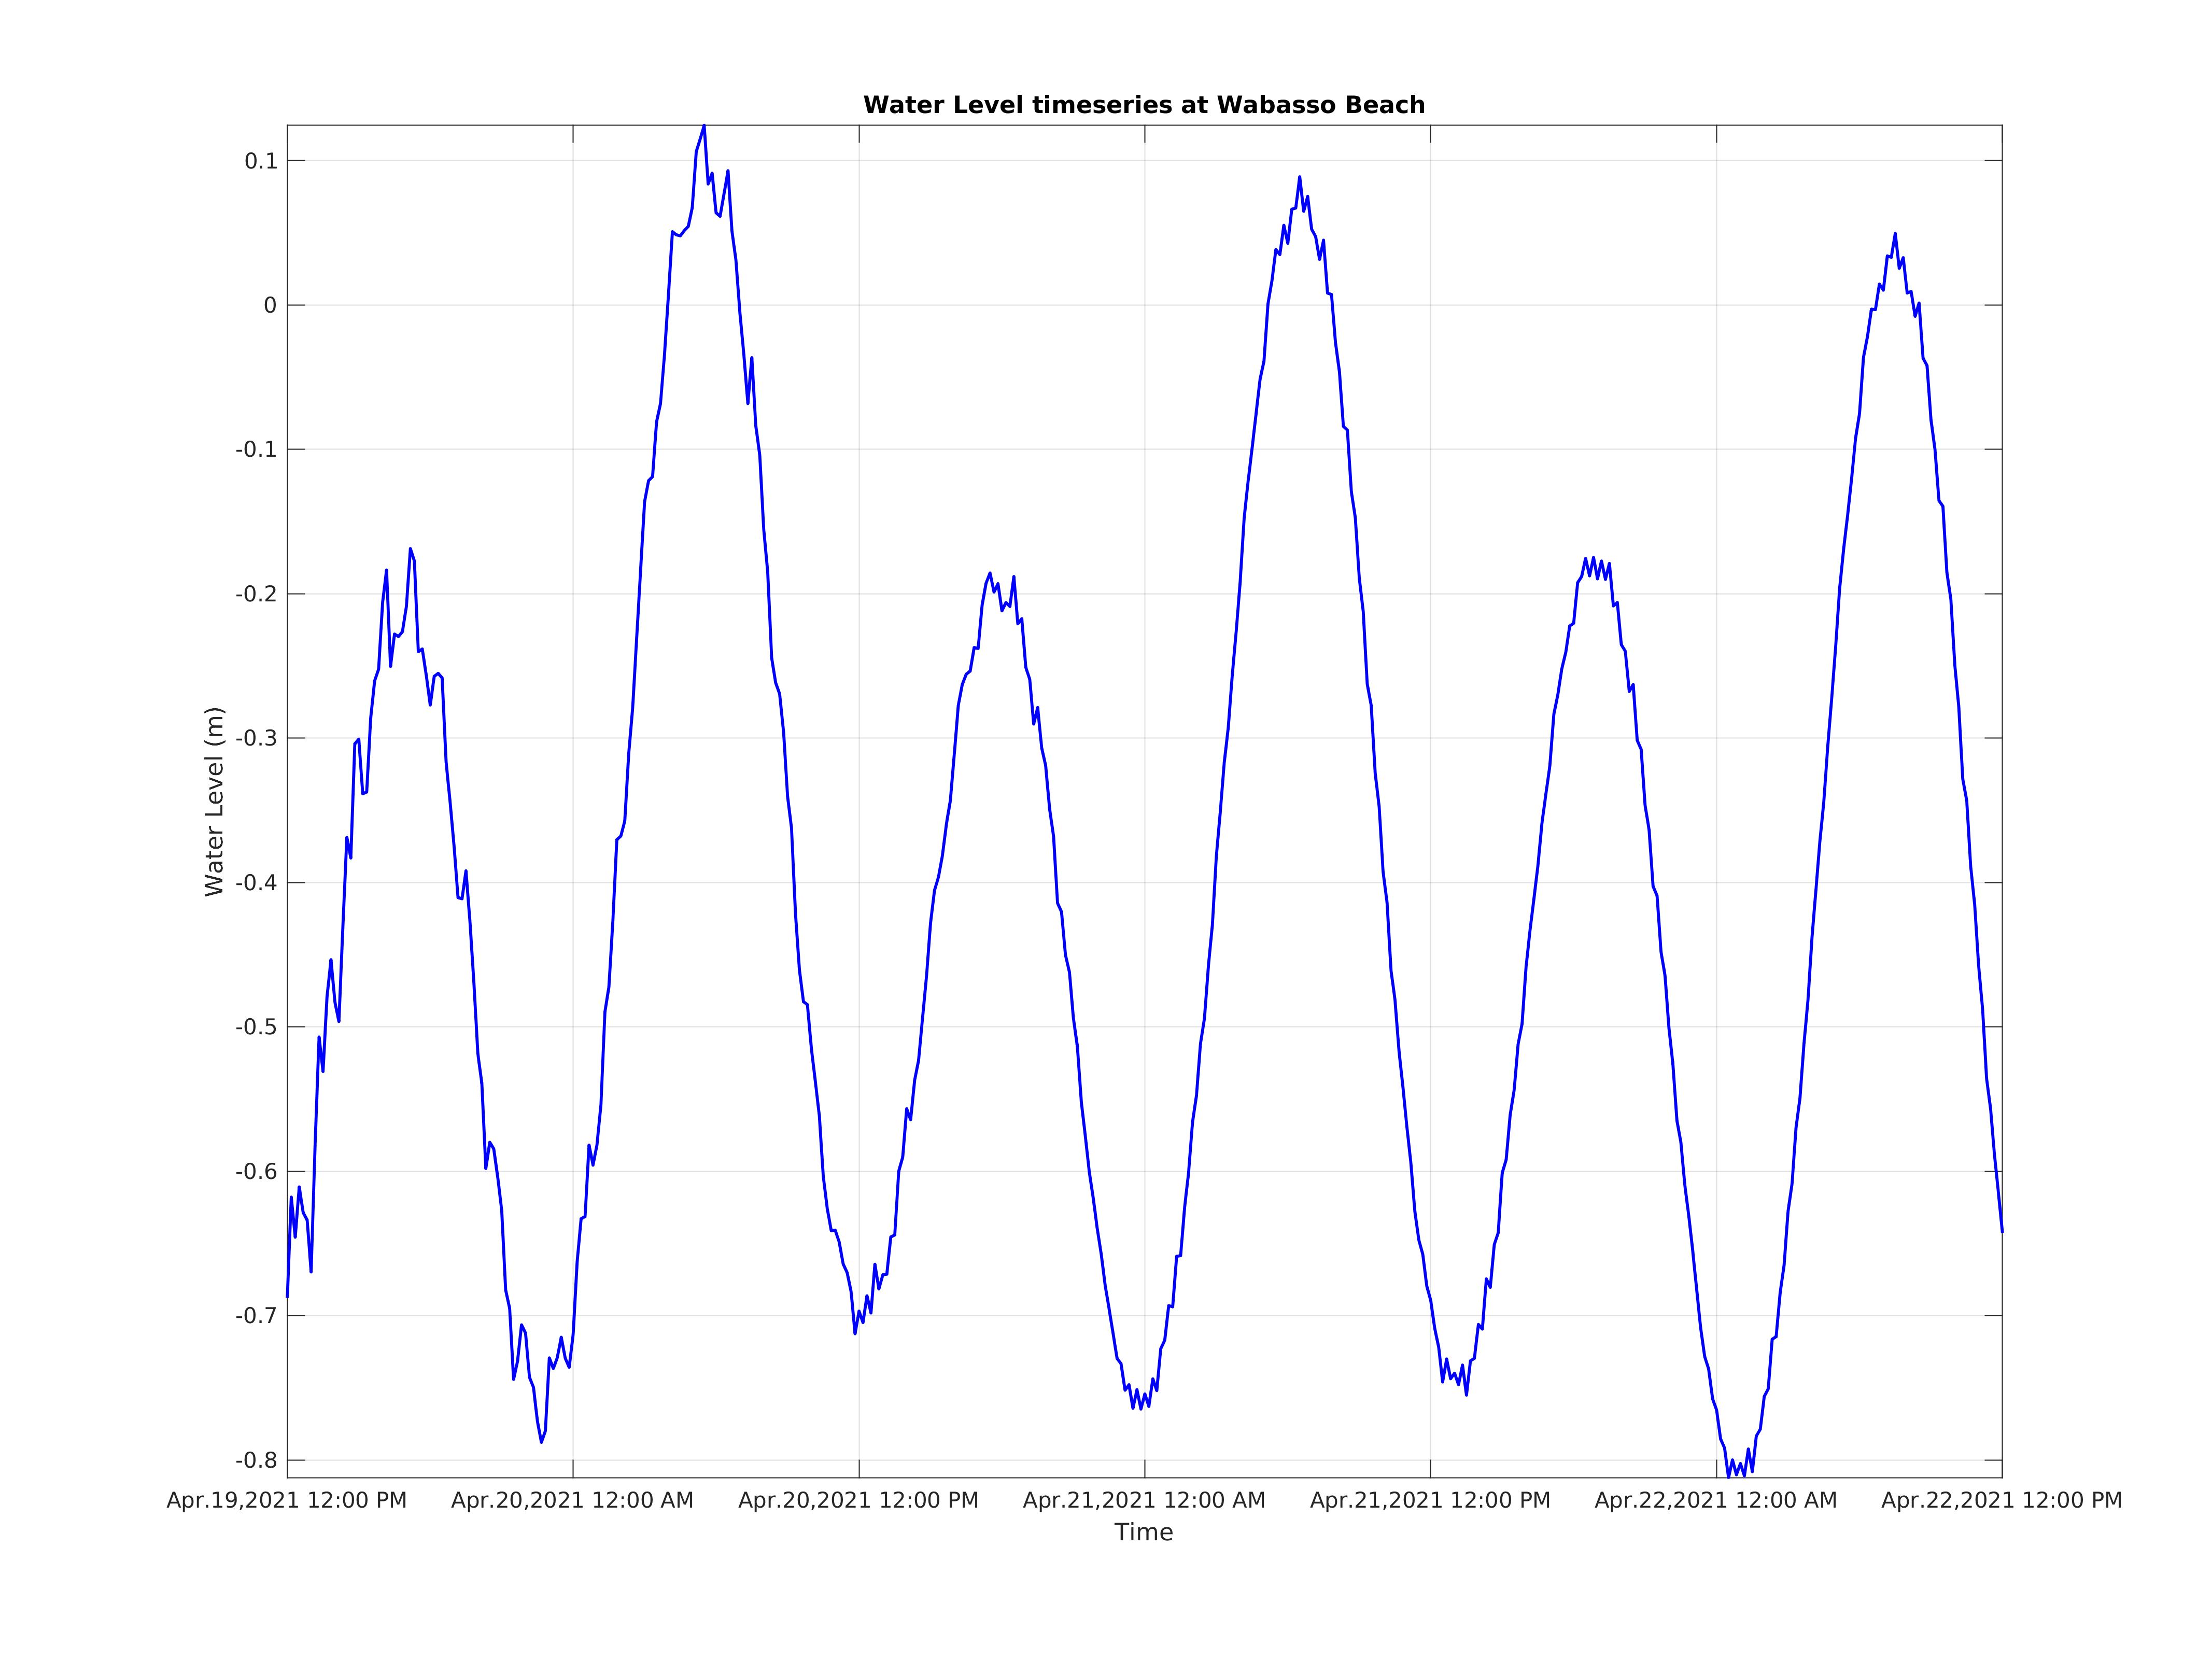 Water Level timeseries at Wabasso Beach
0.1
0
-0.1
-0.2
-0.3
-0.4
-0.5
-0.6
-0.7
-0.8
Water Level (m)
Apr.19,2021 12:00 PM Apr.20,2021 12:00 AM Apr.20,2021 12:00 PM Apr.21,2021 12:00 AM Apr.21,2021 12:00 PM Apr.22,2021 12:00 AM Apr.22,2021 12:00 PM
Time